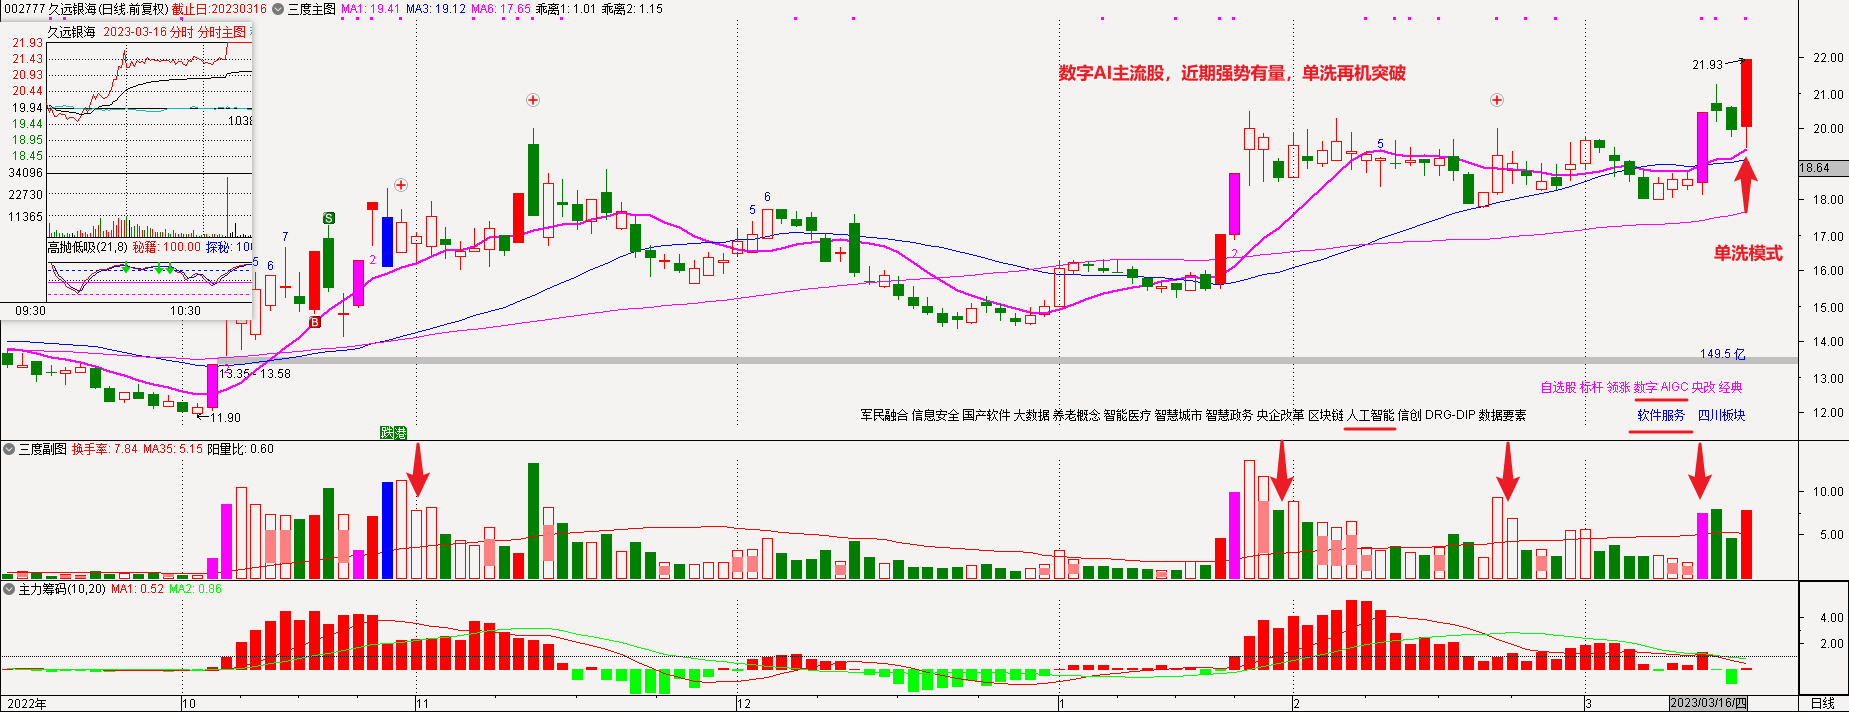 002777 久远银海(日线.前复权) 截止日:20230316 三度主图 MA1: 19.41 MA3: 19.12 MA6: 17.65 乖离1: 1.01 乖离2: 1.15
久远银海 2023-03-16 分时 分时主图
21.93
21.43
20.93
20.44
19.94
19.44
18.95
18.45
34096
22730
11365
1038
高抛低吸(21,8) 秘籍: 100.00 探秘: 100
09:30 10:30
数字AI主流股，近期强势有量，单洗再机突破
21.93
22.00
21.00
20.00
18.64
18.00
17.00
16.00
15.00
14.00
13.00
12.00
5 6 7 S B 2 5 6 2 5
单洗模式
149.5 亿
13.35 - 13.58
11.90
自选股 标杆 领涨 数字 AIGC 央改 经典
军民融合 信息安全 国产软件 大数据 养老概念 智能医疗 智慧城市 智慧政务 央企改革 区块链 人工智能 信创 DRG-DIP 数据要素 软件服务 四川板块
跌 港
三度副图 换手率: 7.84 MA35: 5.15 阳量比: 0.60
10.00
5.00
主力筹码(10,20) MA1: 0.52 MA2: 0.86
4.00
2.00
2022年 10 11 12 1 2 3 2023/03/16/四 日线